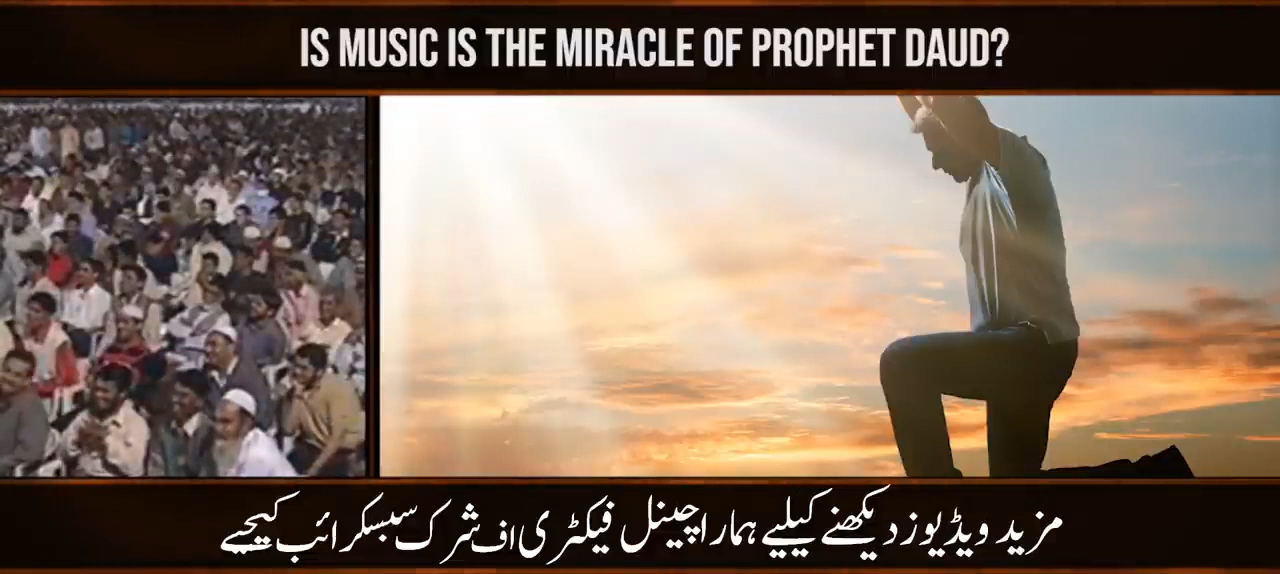 IS MUSIC IS THE MIRACLE OF PROPHET DAUD?
مزید ویڈیوز دیکھنے کیلیے ہمارا چینل فیکٹری اف شرک سبسکرائب کیجیے